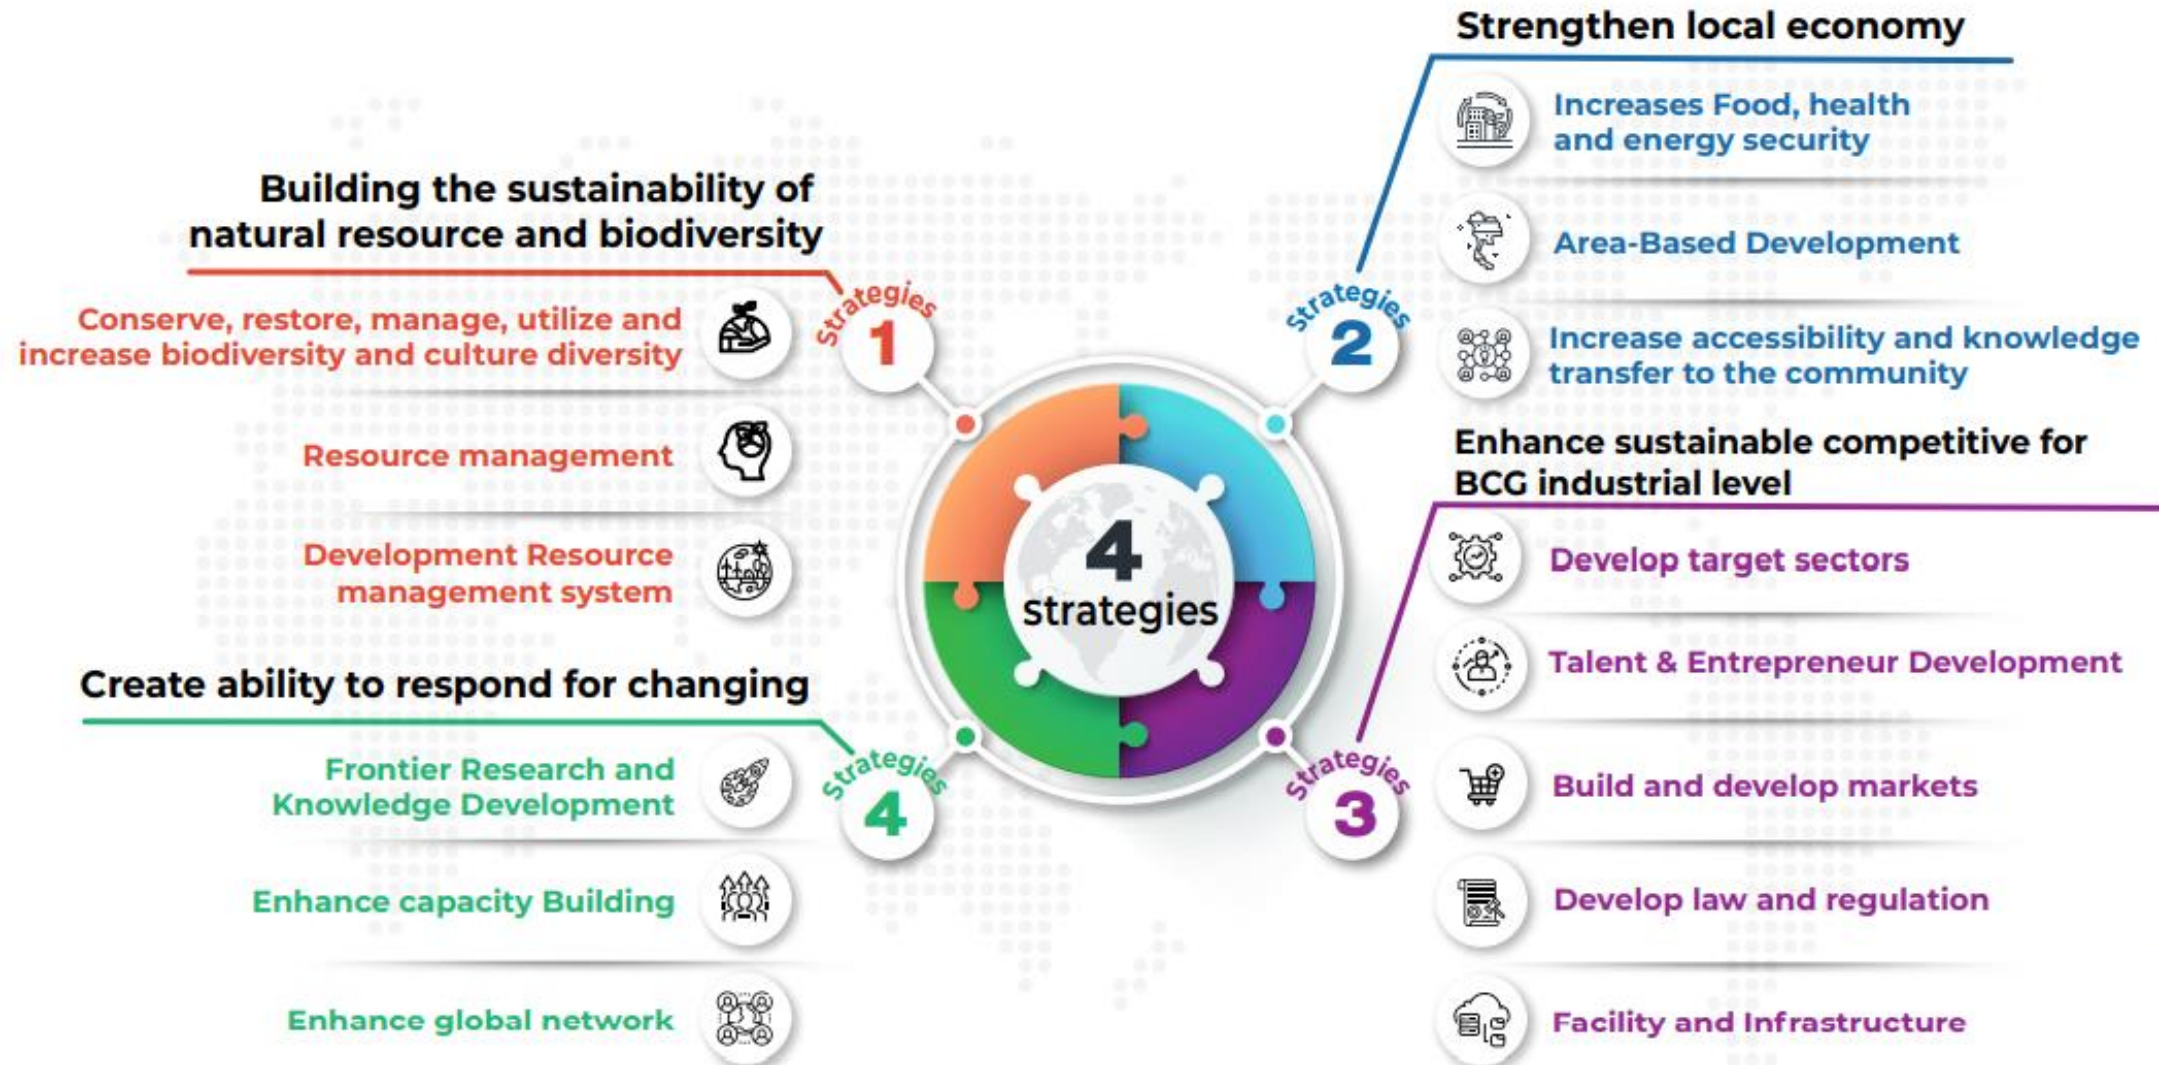 Building the sustainability of
natural resource and biodiversity
Strategies
1
Conserve, restore, manage, utilize and
increase biodiversity and culture diversity
Resource management
Development Resource
management system
Strengthen local economy
Strategies
2
Increases Food, health
and energy security
Area-Based Development
Increase accessibility and knowledge
transfer to the community
4
strategies
Enhance sustainable competitive for
BCG industrial level
Strategies
3
Develop target sectors
Talent & Entrepreneur Development
Build and develop markets
Develop law and regulation
Facility and Infrastructure
Create ability to respond for changing
Strategies
4
Frontier Research and
Knowledge Development
Enhance capacity Building
Enhance global network